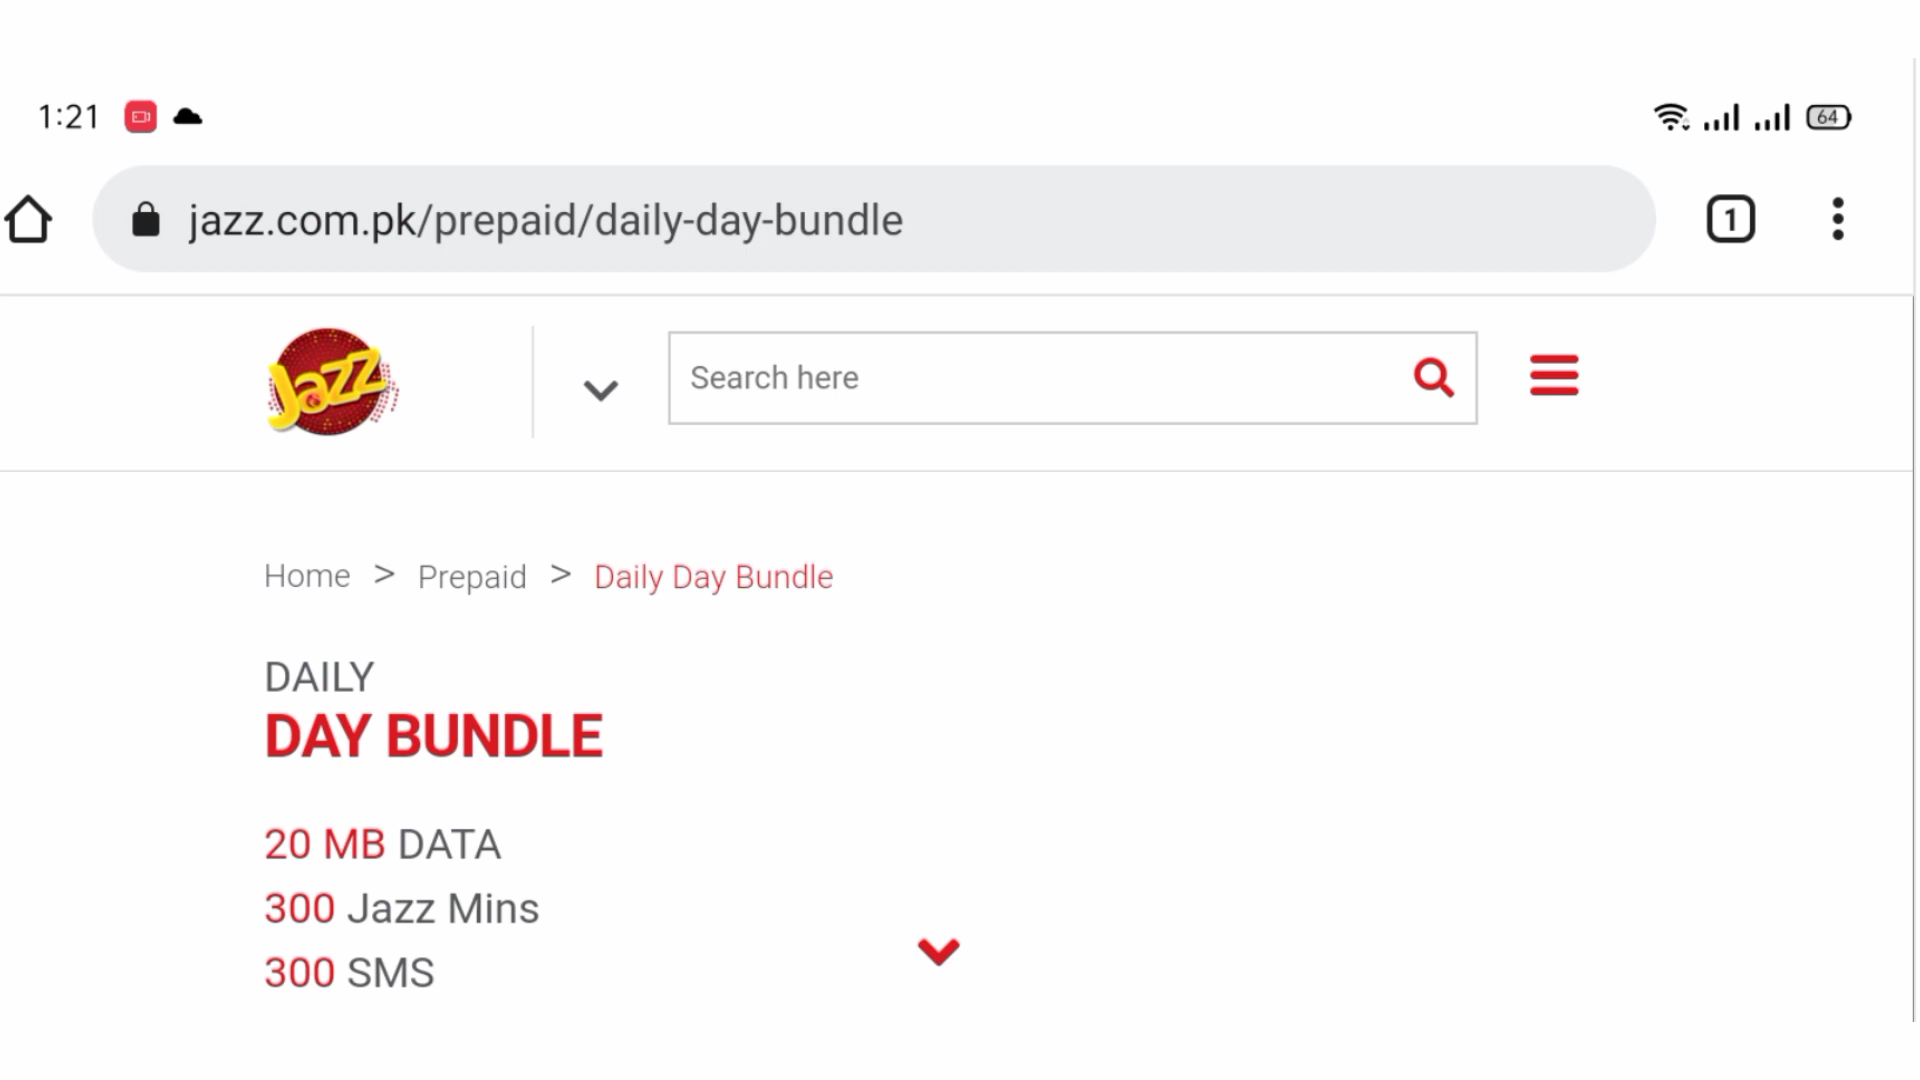 1:21
64
jazz.com.pk/prepaid/daily-day-bundle
1
Jazz
Search here
Home > Prepaid > Daily Day Bundle
DAILY
DAY BUNDLE
20 MB DATA
300 Jazz Mins
300 SMS